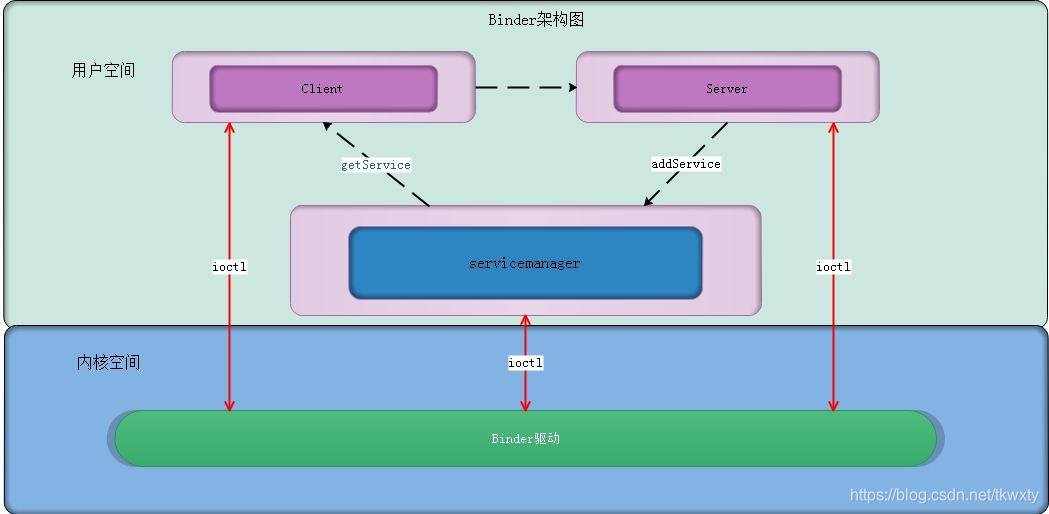 Binder架构图
用户空间
Client
Server
getService
addService
servicemanager
ioctl
ioctl
内核空间
ioctl
Binder驱动
https://blog.csdn.net/tkwxty